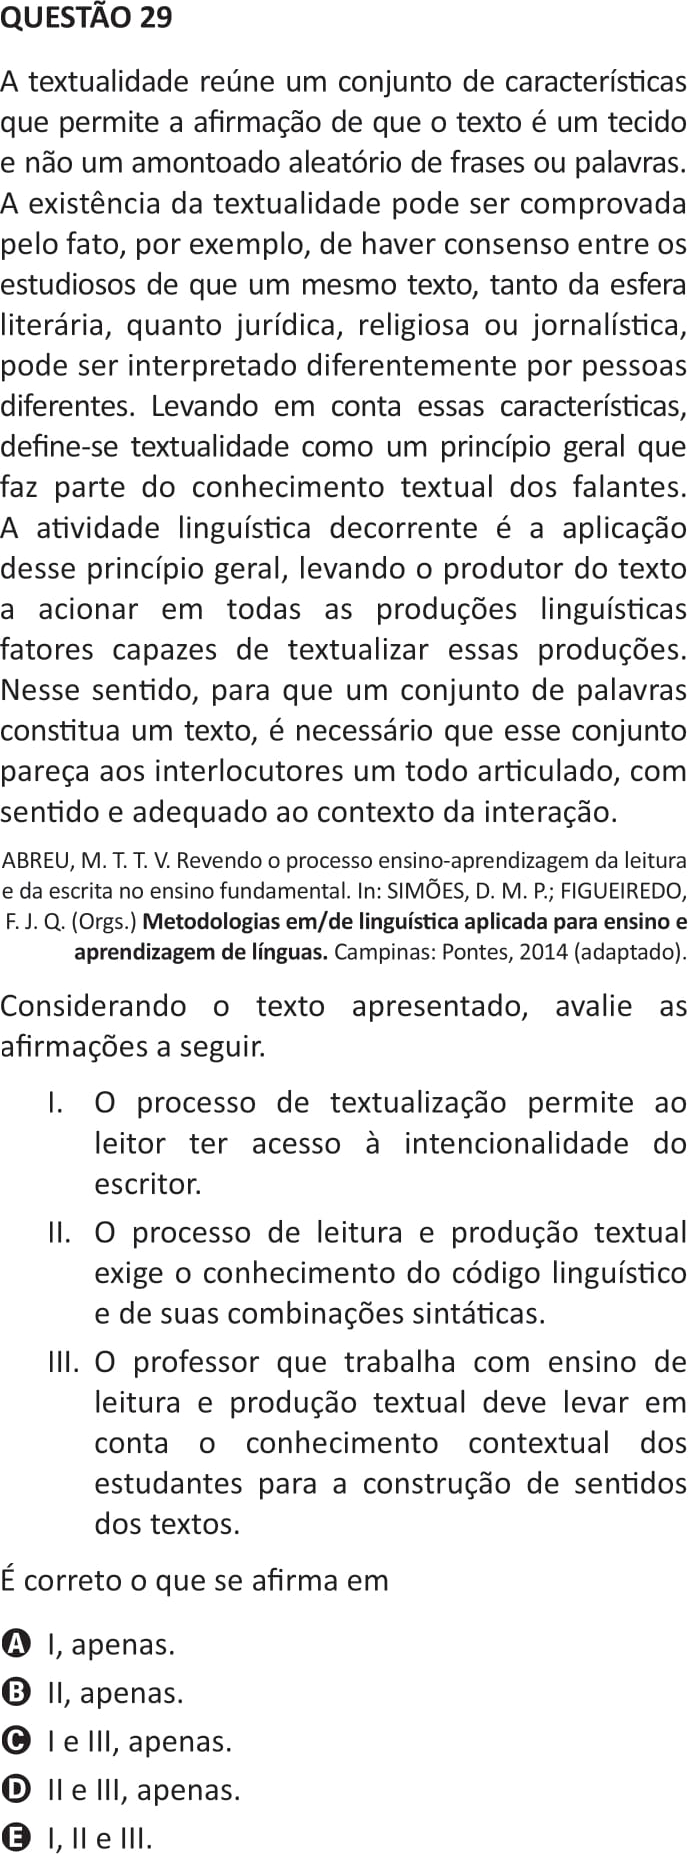 QUESTÃO 29
A textualidade reúne um conjunto de características
que permite a afirmação de que o texto é um tecido
e não um amontoado aleatório de frases ou palavras.
A existência da textualidade pode ser comprovada
pelo fato, por exemplo, de haver consenso entre os
estudiosos de que um mesmo texto, tanto da esfera
literária, quanto jurídica, religiosa ou jornalística,
pode ser interpretado diferentemente por pessoas
diferentes. Levando em conta essas características,
define-se textualidade como um princípio geral que
faz parte do conhecimento textual dos falantes.
A atividade linguística decorrente é a aplicação
desse princípio geral, levando o produtor do texto
a acionar em todas as produções linguísticas
fatores capazes de textualizar essas produções.
Nesse sentido, para que um conjunto de palavras
constitua um texto, é necessário que esse conjunto
pareça aos interlocutores um todo articulado, com
sentido e adequado ao contexto da interação.
ABREU, M. T. T. V. Revendo o processo ensino-aprendizagem da leitura
e da escrita no ensino fundamental. In: SIMÕES, D. M. P.; FIGUEIREDO,
F. J. Q. (Orgs.) Metodologias em/de linguística aplicada para ensino e
aprendizagem de línguas. Campinas: Pontes, 2014 (adaptado).
Considerando o texto apresentado, avalie as
afirmações a seguir.
I. O processo de textualização permite ao
leitor ter acesso à intencionalidade do
escritor.
II. O processo de leitura e produção textual
exige o conhecimento do código linguístico
e de suas combinações sintáticas.
III. O professor que trabalha com ensino de
leitura e produção textual deve levar em
conta o conhecimento contextual dos
estudantes para a construção de sentidos
dos textos.
É correto o que se afirma em
A I, apenas.
B II, apenas.
C I e III, apenas.
D II e III, apenas.
E I, II e III.